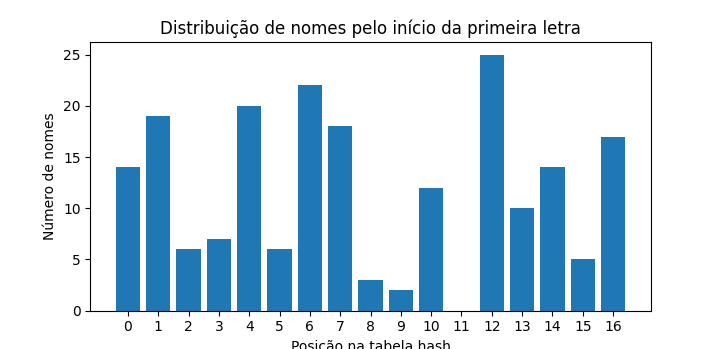 Distribuição de nomes pelo início da primeira letra
Número de nomes
25
20
15
10
5
0
0 1 2 3 4 5 6 7 8 9 10 11 12 13 14 15 16
Posição na tabela hash